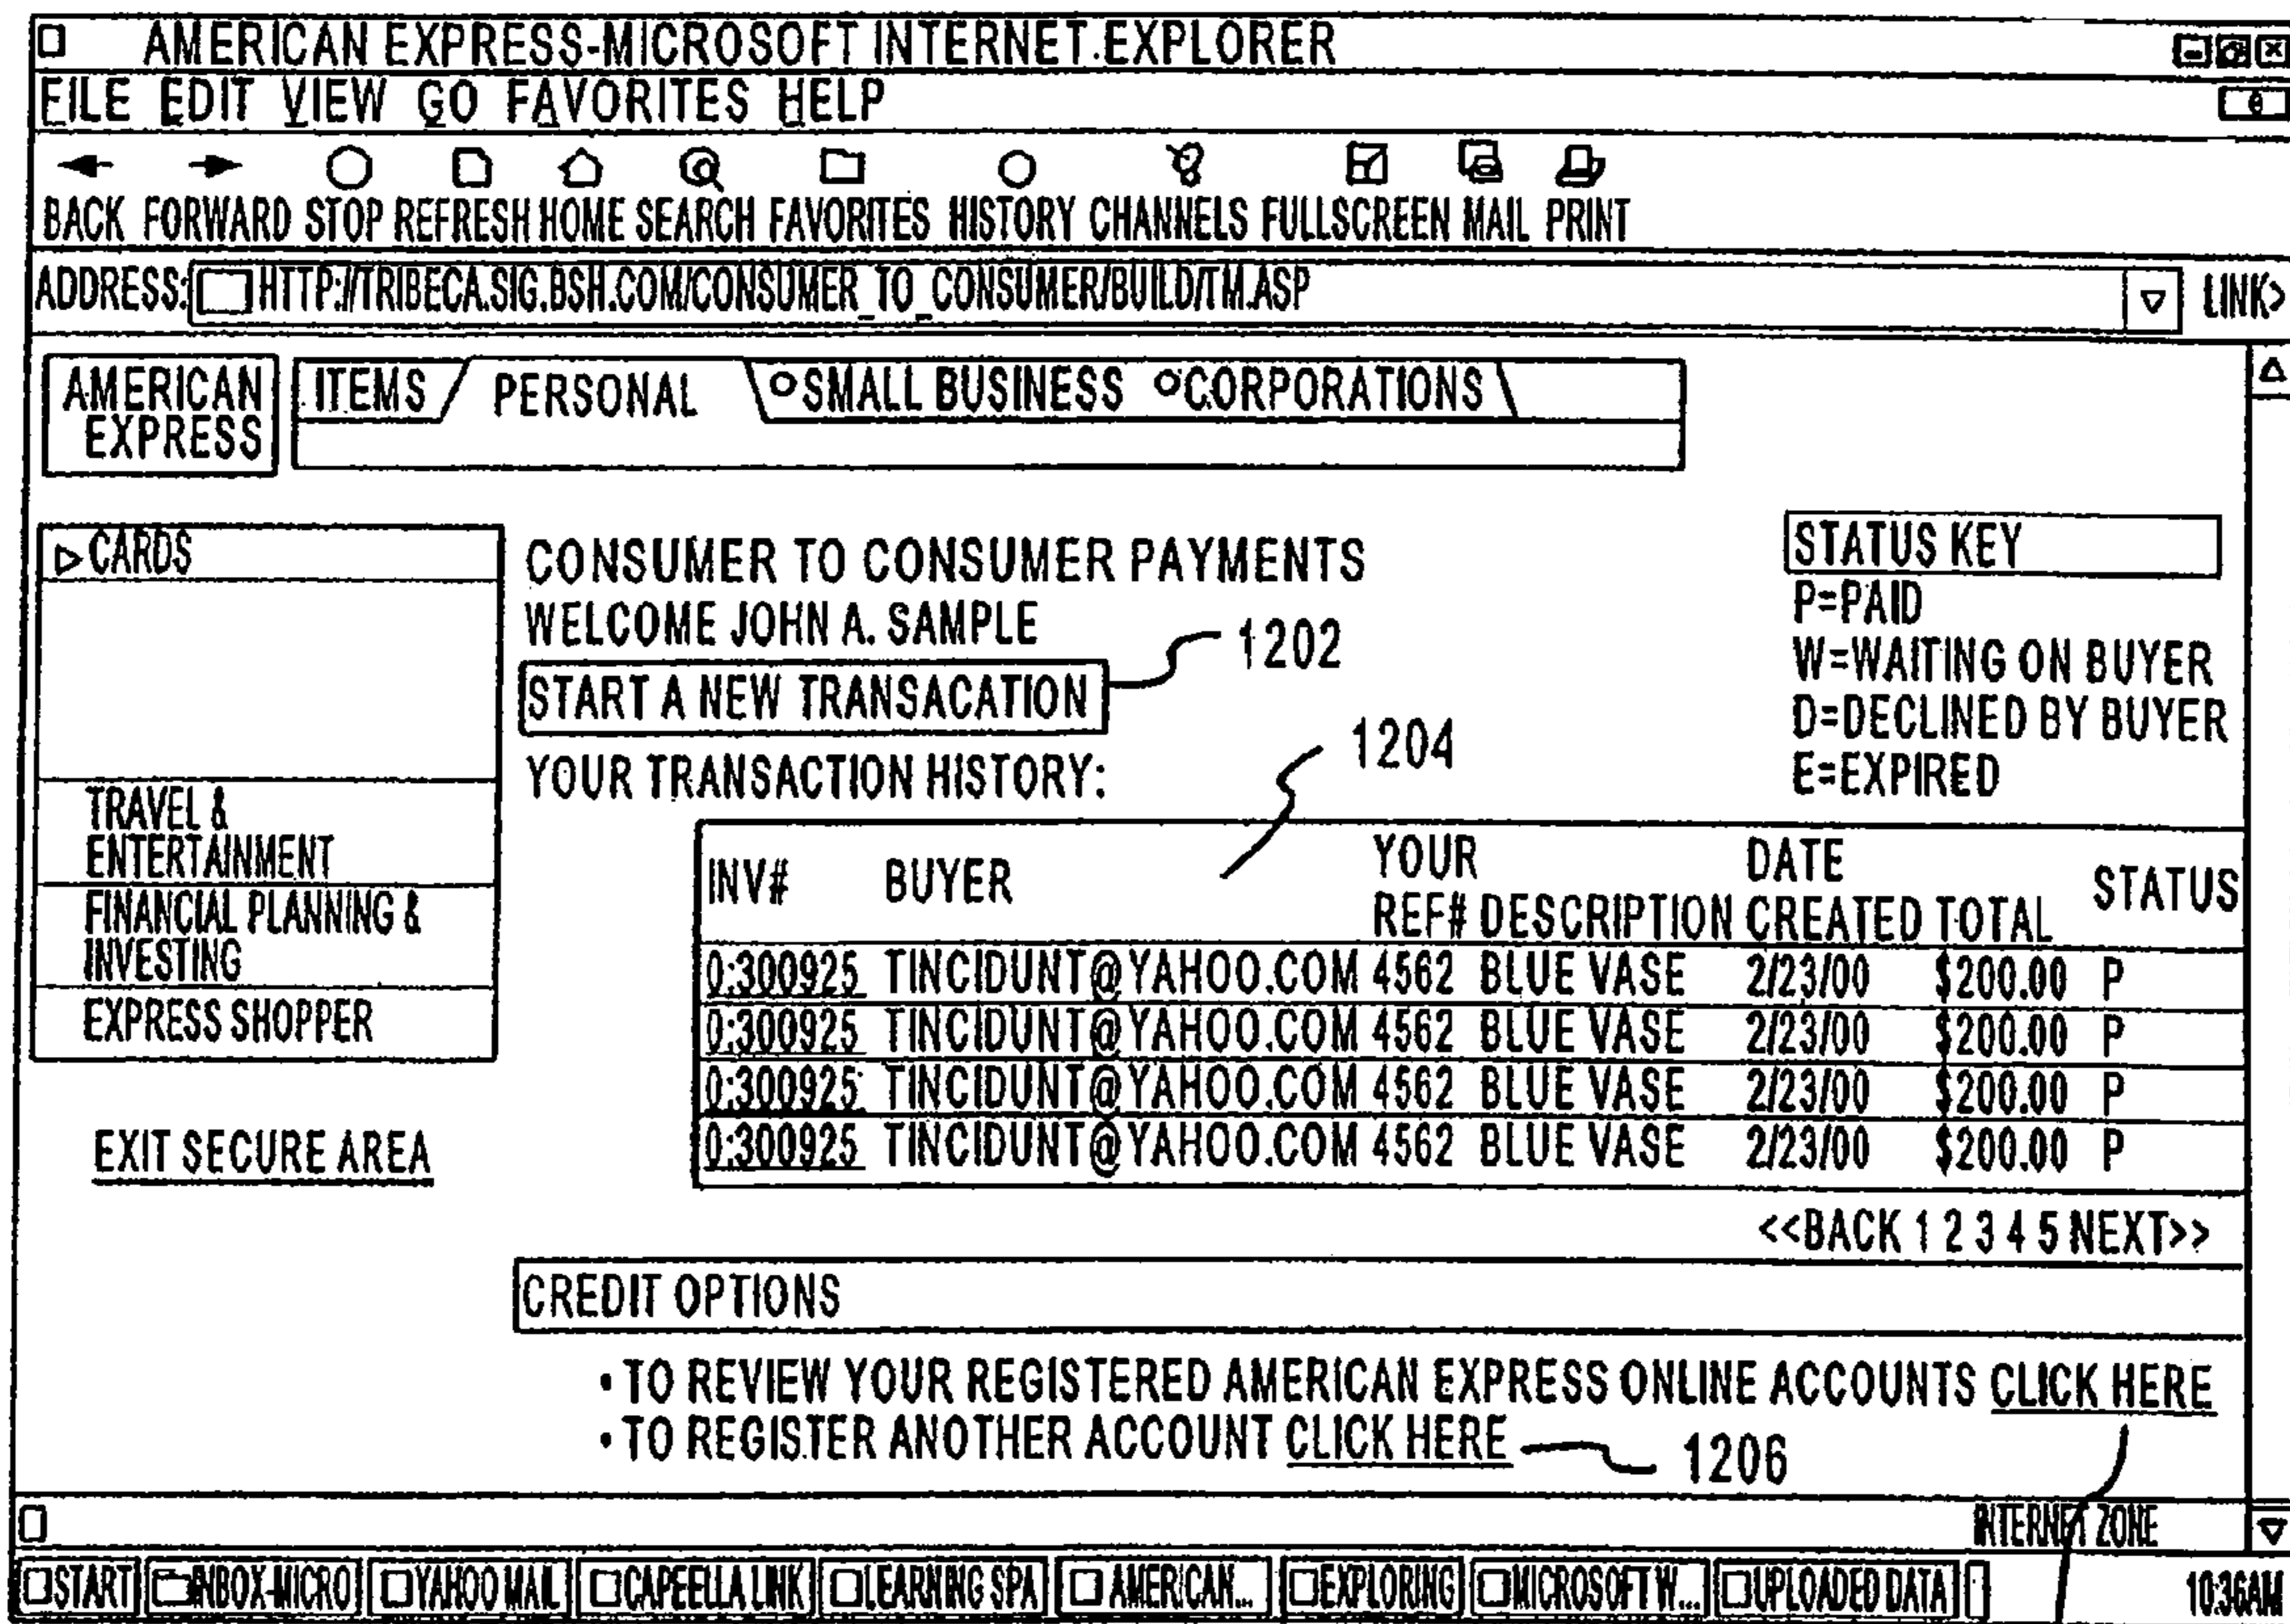 AMERICAN EXPRESS-MICROSOFT INTERNET EXPLORER
FILE EDIT VIEW GO FAVORITES HELP
BACK FORWARD STOP REFRESH HOME SEARCH FAVORITES HISTORY CHANNELS FULLSCREEN MAIL PRINT
ADDRESS: HTTP://TRIBECA.SIG.BSH.COM/CONSUMER_TO_CONSUMER/BUILD/TM.ASP LINK>
AMERICAN EXPRESS
ITEMS PERSONAL SMALL BUSINESS CORPORATIONS
CARDS
TRAVEL &
ENTERTAINMENT
FINANCIAL PLANNING &
INVESTING
EXPRESS SHOPPER
EXIT SECURE AREA
CONSUMER TO CONSUMER PAYMENTS
WELCOME JOHN A. SAMPLE
START A NEW TRANSACATION
1202
YOUR TRANSACTION HISTORY:
1204
STATUS KEY
P=PAID
W=WAITING ON BUYER
D=DECLINED BY BUYER
E=EXPIRED
INV# BUYER YOUR REF# DESCRIPTION DATE CREATED TOTAL STATUS
0:300925 TINCIDUNT@YAHOO.COM 4562 BLUE VASE 2/23/00 $200.00 P
0:300925 TINCIDUNT@YAHOO.COM 4562 BLUE VASE 2/23/00 $200.00 P
0:300925 TINCIDUNT@YAHOO.COM 4562 BLUE VASE 2/23/00 $200.00 P
0:300925 TINCIDUNT@YAHOO.COM 4562 BLUE VASE 2/23/00 $200.00 P
<<BACK 1 2 3 4 5 NEXT>>
CREDIT OPTIONS
• TO REVIEW YOUR REGISTERED AMERICAN EXPRESS ONLINE ACCOUNTS CLICK HERE
• TO REGISTER ANOTHER ACCOUNT CLICK HERE
1206
INTERNET ZONE
START INBOX-MICRO YAHOO MAIL CAPEELLA LINK LEARNING SPA AMERICAN... EXPLORING MICROSOFT W... UPLOADED DATA 10:36AM